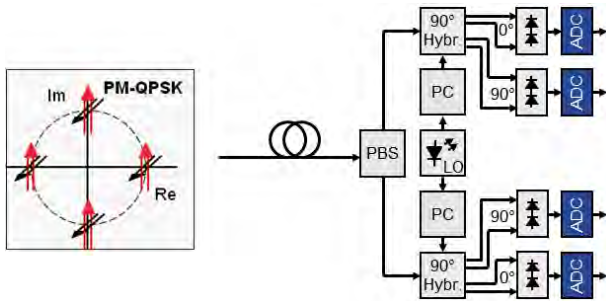 PM-QPSK
Im
Re
PBS
90°
Hybr.
0°
90°
ADC
ADC
PC
LO
PC
90°
Hybr.
90°
0°
ADC
ADC